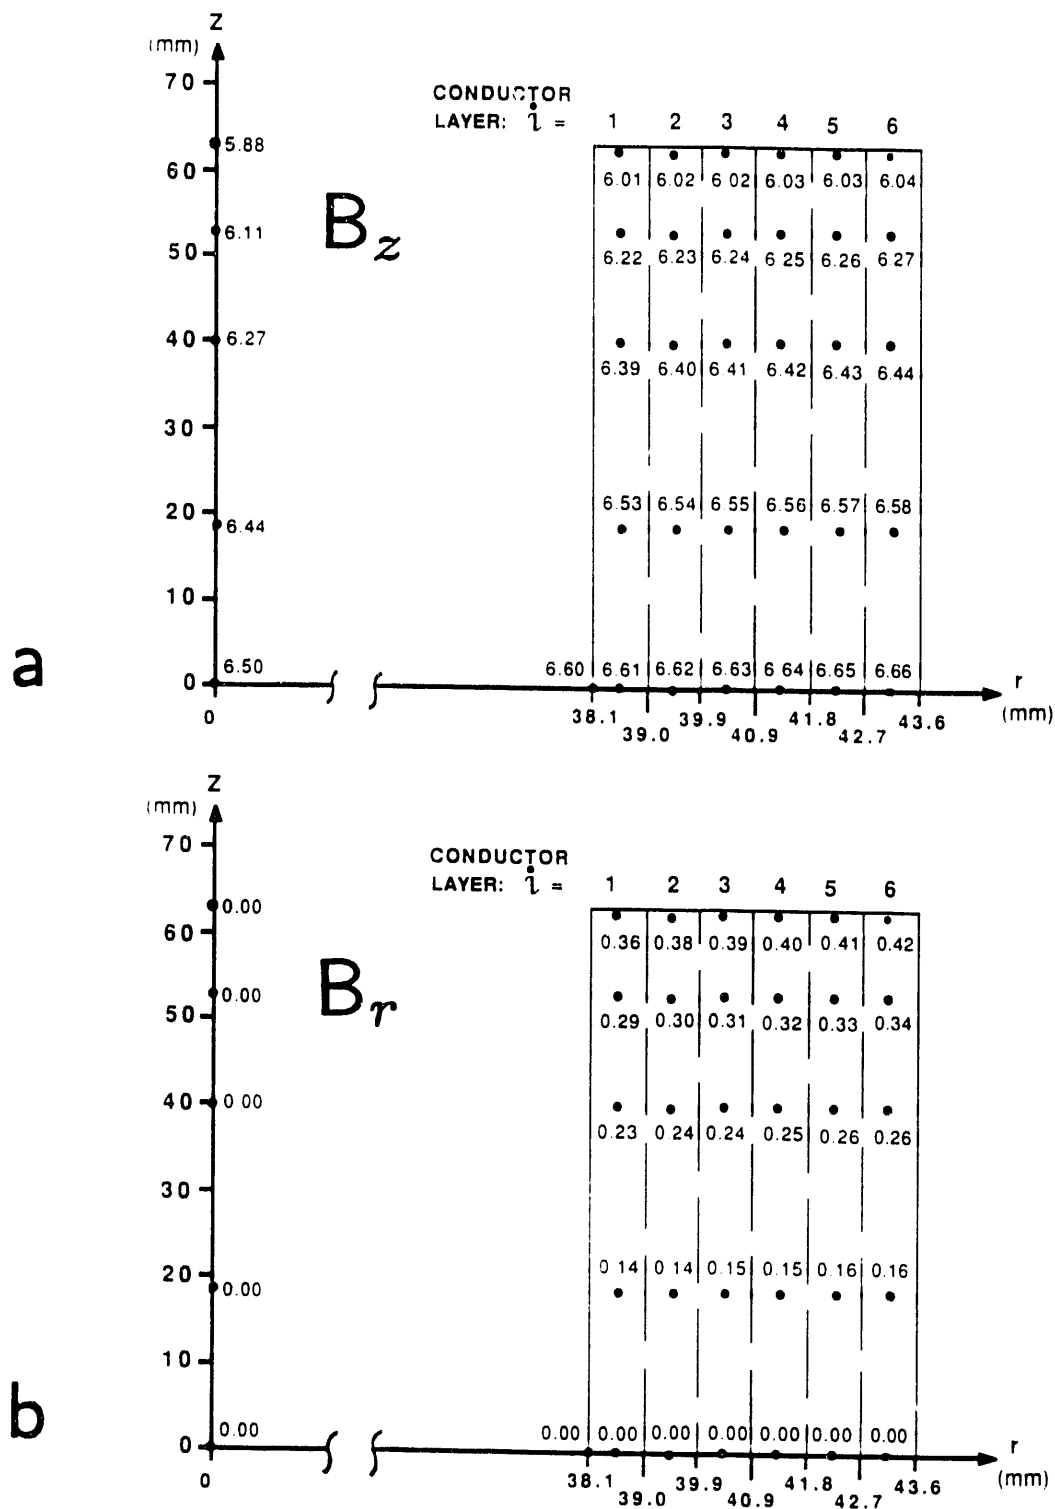 Z
(mm)
70
CONDUCTOR
LAYER: i = 1 2 3 4 5 6
5.88
60
6.01 6.02 6.02 6.03 6.03 6.04
Bz
6.11
50
6.22 6.23 6.24 6.25 6.26 6.27
40 6.27
6.39 6.40 6.41 6.42 6.43 6.44
30
20
6.44
6.53 6.54 6.55 6.56 6.57 6.58
10
a
6.50
6.60 6.61 6.62 6.63 6.64 6.65 6.66
0
r
(mm)
0
38.1 39.9 41.8 43.6
39.0 40.9 42.7
Z
(mm)
70
CONDUCTOR
LAYER: i = 1 2 3 4 5 6
0.00
60
0.36 0.38 0.39 0.40 0.41 0.42
Br
0.00
50
0.29 0.30 0.31 0.32 0.33 0.34
40 0.00
0.23 0.24 0.24 0.25 0.26 0.26
30
20
0.00
0.14 0.14 0.15 0.15 0.16 0.16
10
b
0.00
0.00 0.00 0.00 0.00 0.00 0.00 0.00
0
r
(mm)
0
38.1 39.9 41.8 43.6
39.0 40.9 42.7